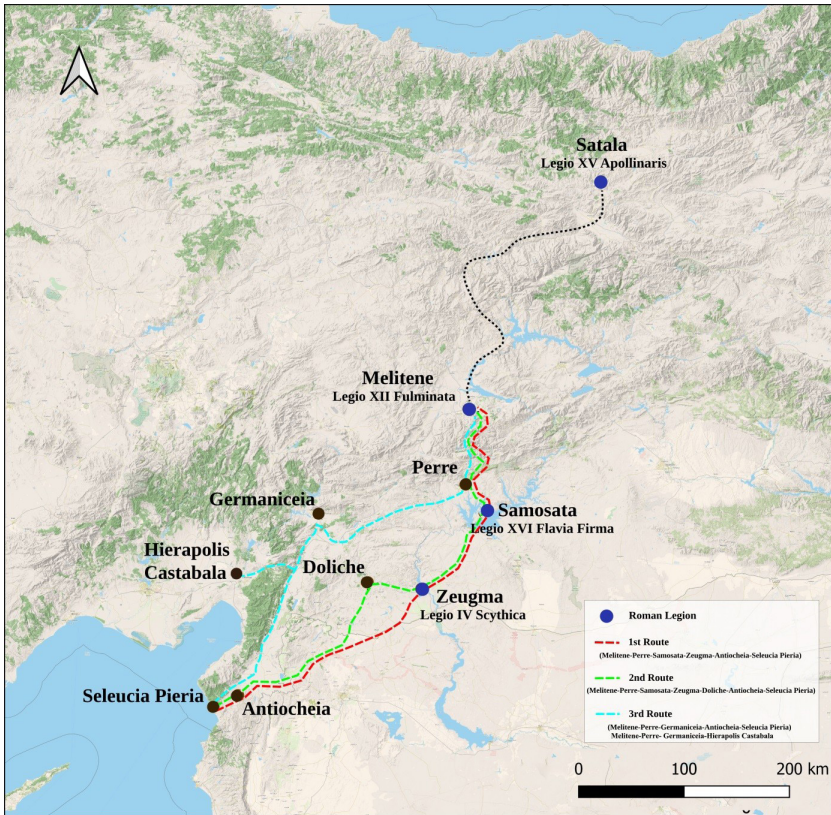 Satala
Legio XV Apollinaris
Melitene
Legio XII Fulminata
Perre
Germaniceia
Samosata
Legio XVI Flavia Firma
Hierapolis
Castabala
Doliche
Zeugma
Legio IV Scythica
Seleucia Pieria
Antiocheia
Roman Legion
1st Route
(Melitene-Perre-Samosata-Zeugma-Antiocheia-Seleucia Pieria)
2nd Route
(Melitene-Perre-Samosata-Zeugma-Doliche-Antiocheia-Seleucia Pieria)
3rd Route
(Melitene-Perre-Germaniceia-Antiocheia-Seleucia Pieria)
Melitene-Perre- Germaniceia-Hierapolis Castabala
0 100 200 km